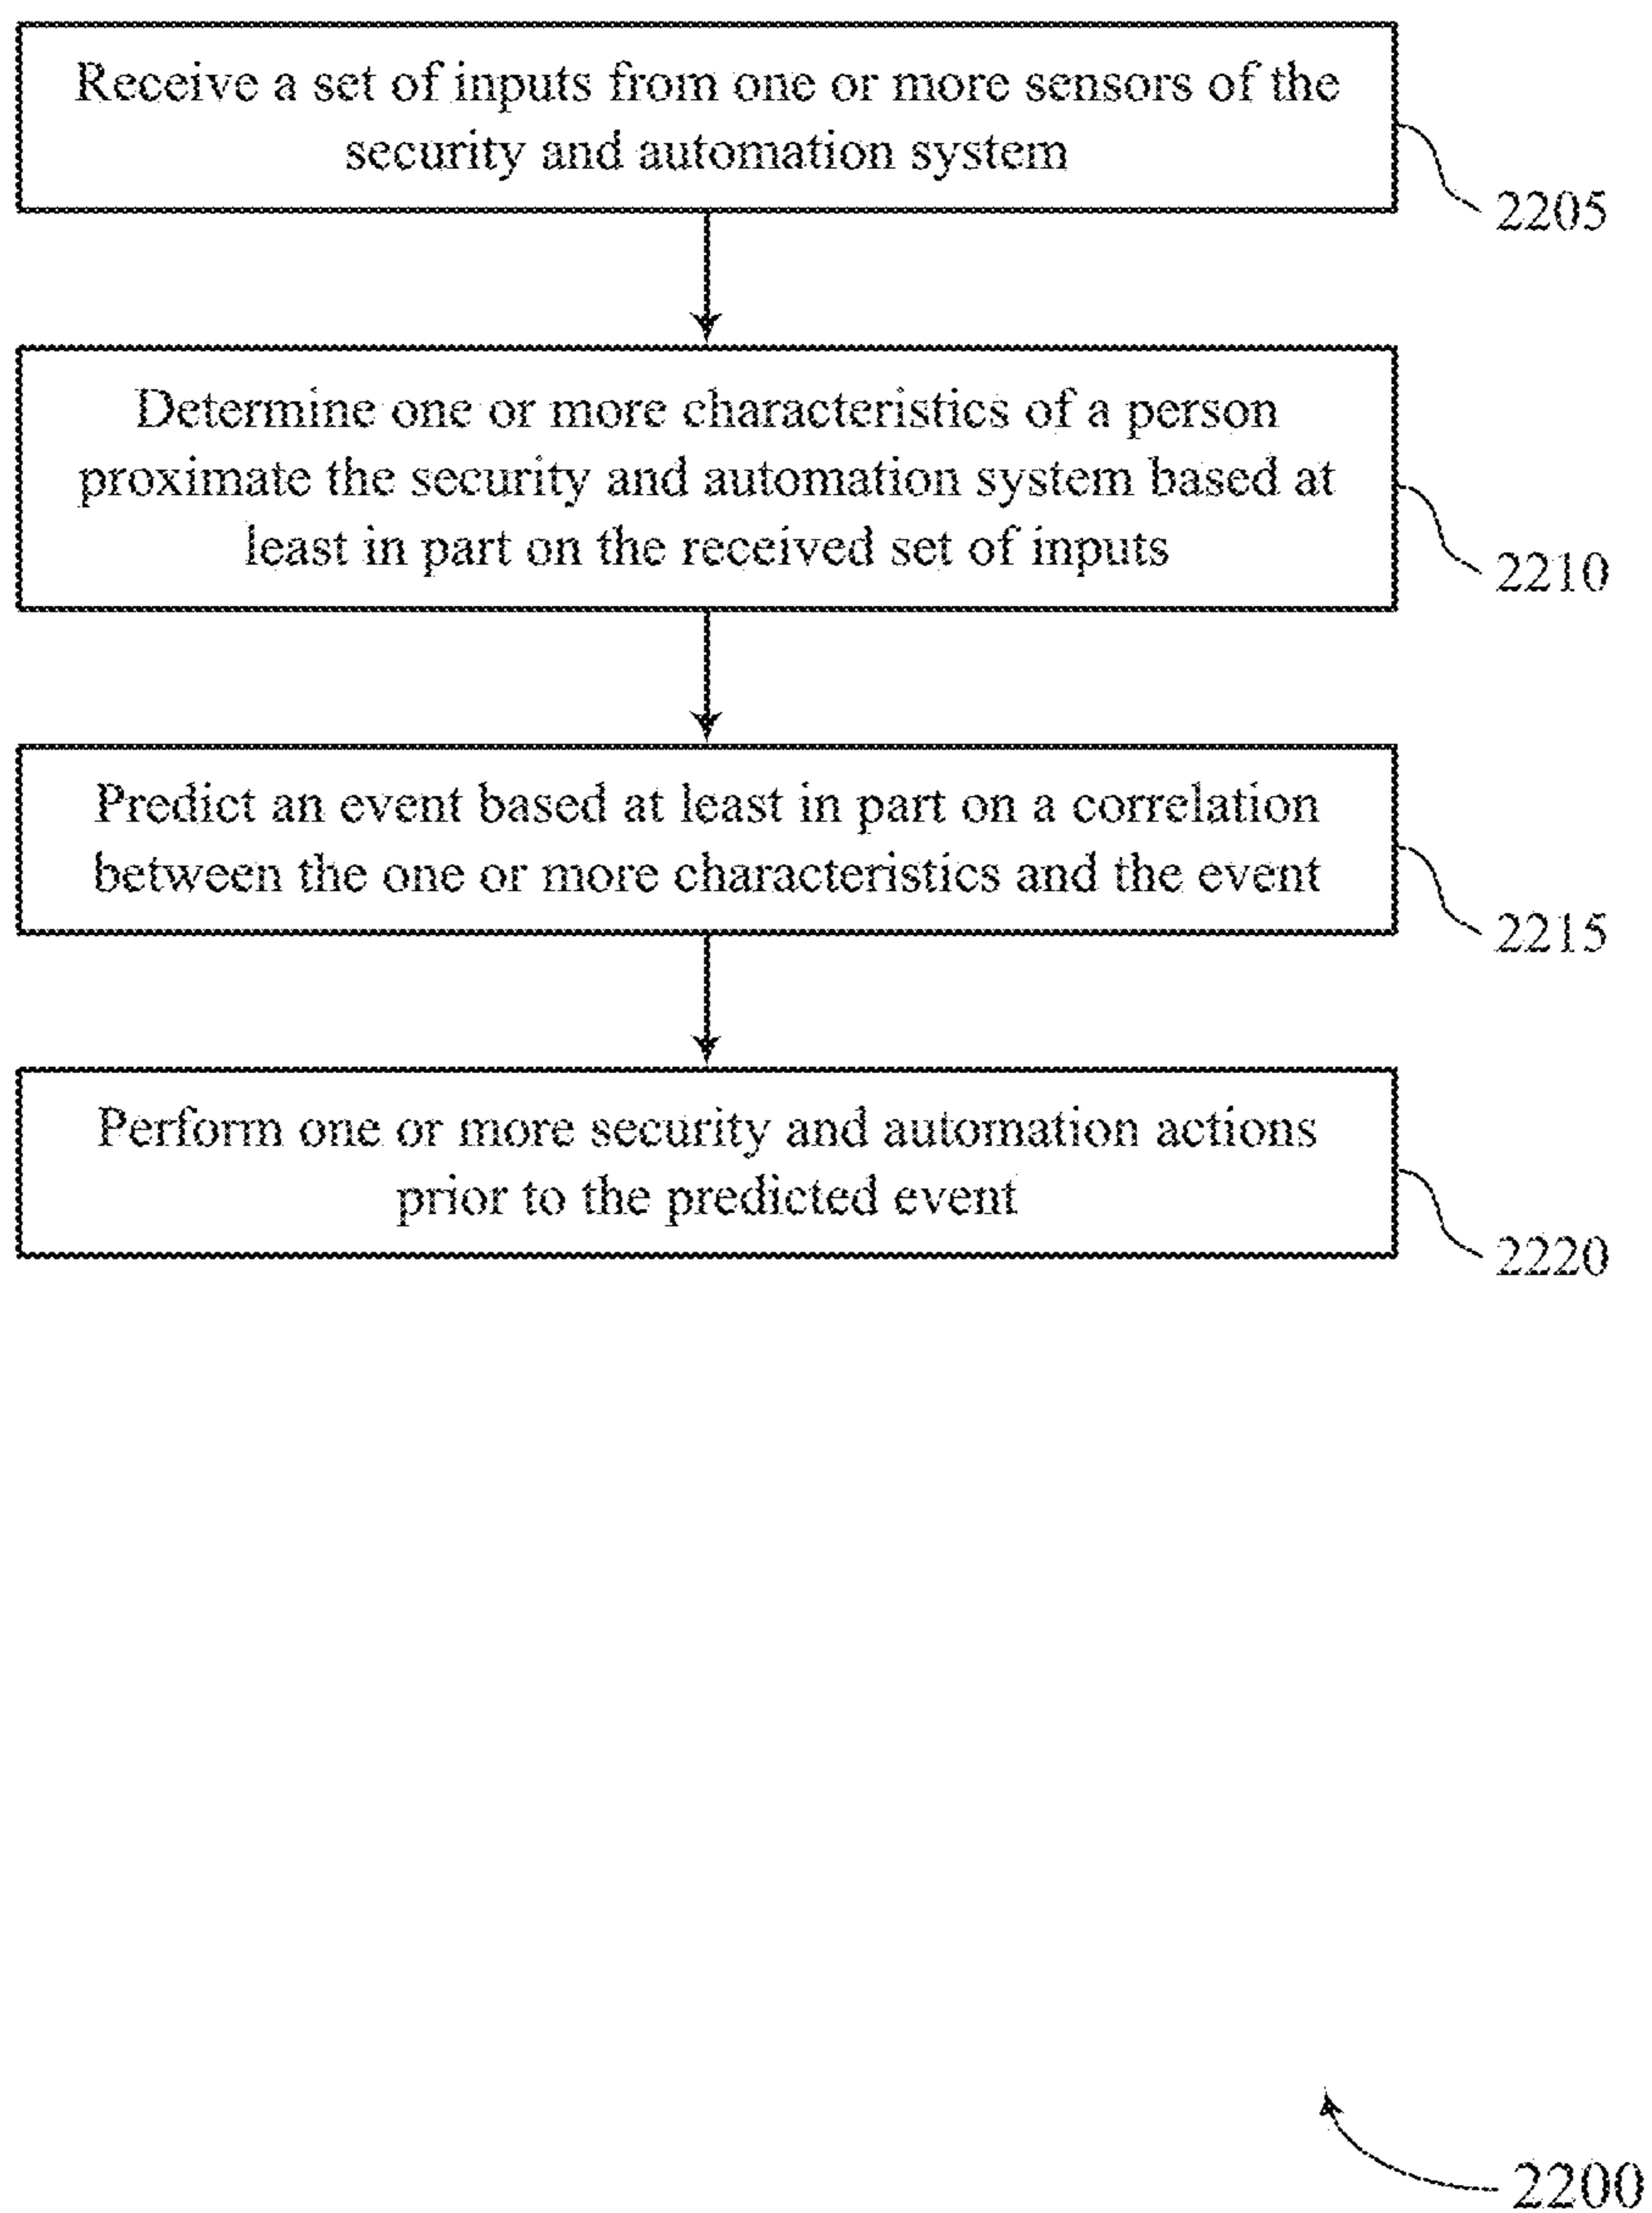 Receive a set of inputs from one or more sensors of the
security and automation system
2205
Determine one or more characteristics of a person
proximate the security and automation system based at
least in part on the received set of inputs
2210
Predict an event based at least in part on a correlation
between the one or more characteristics and the event
2215
Perform one or more security and automation actions
prior to the predicted event
2220
2200